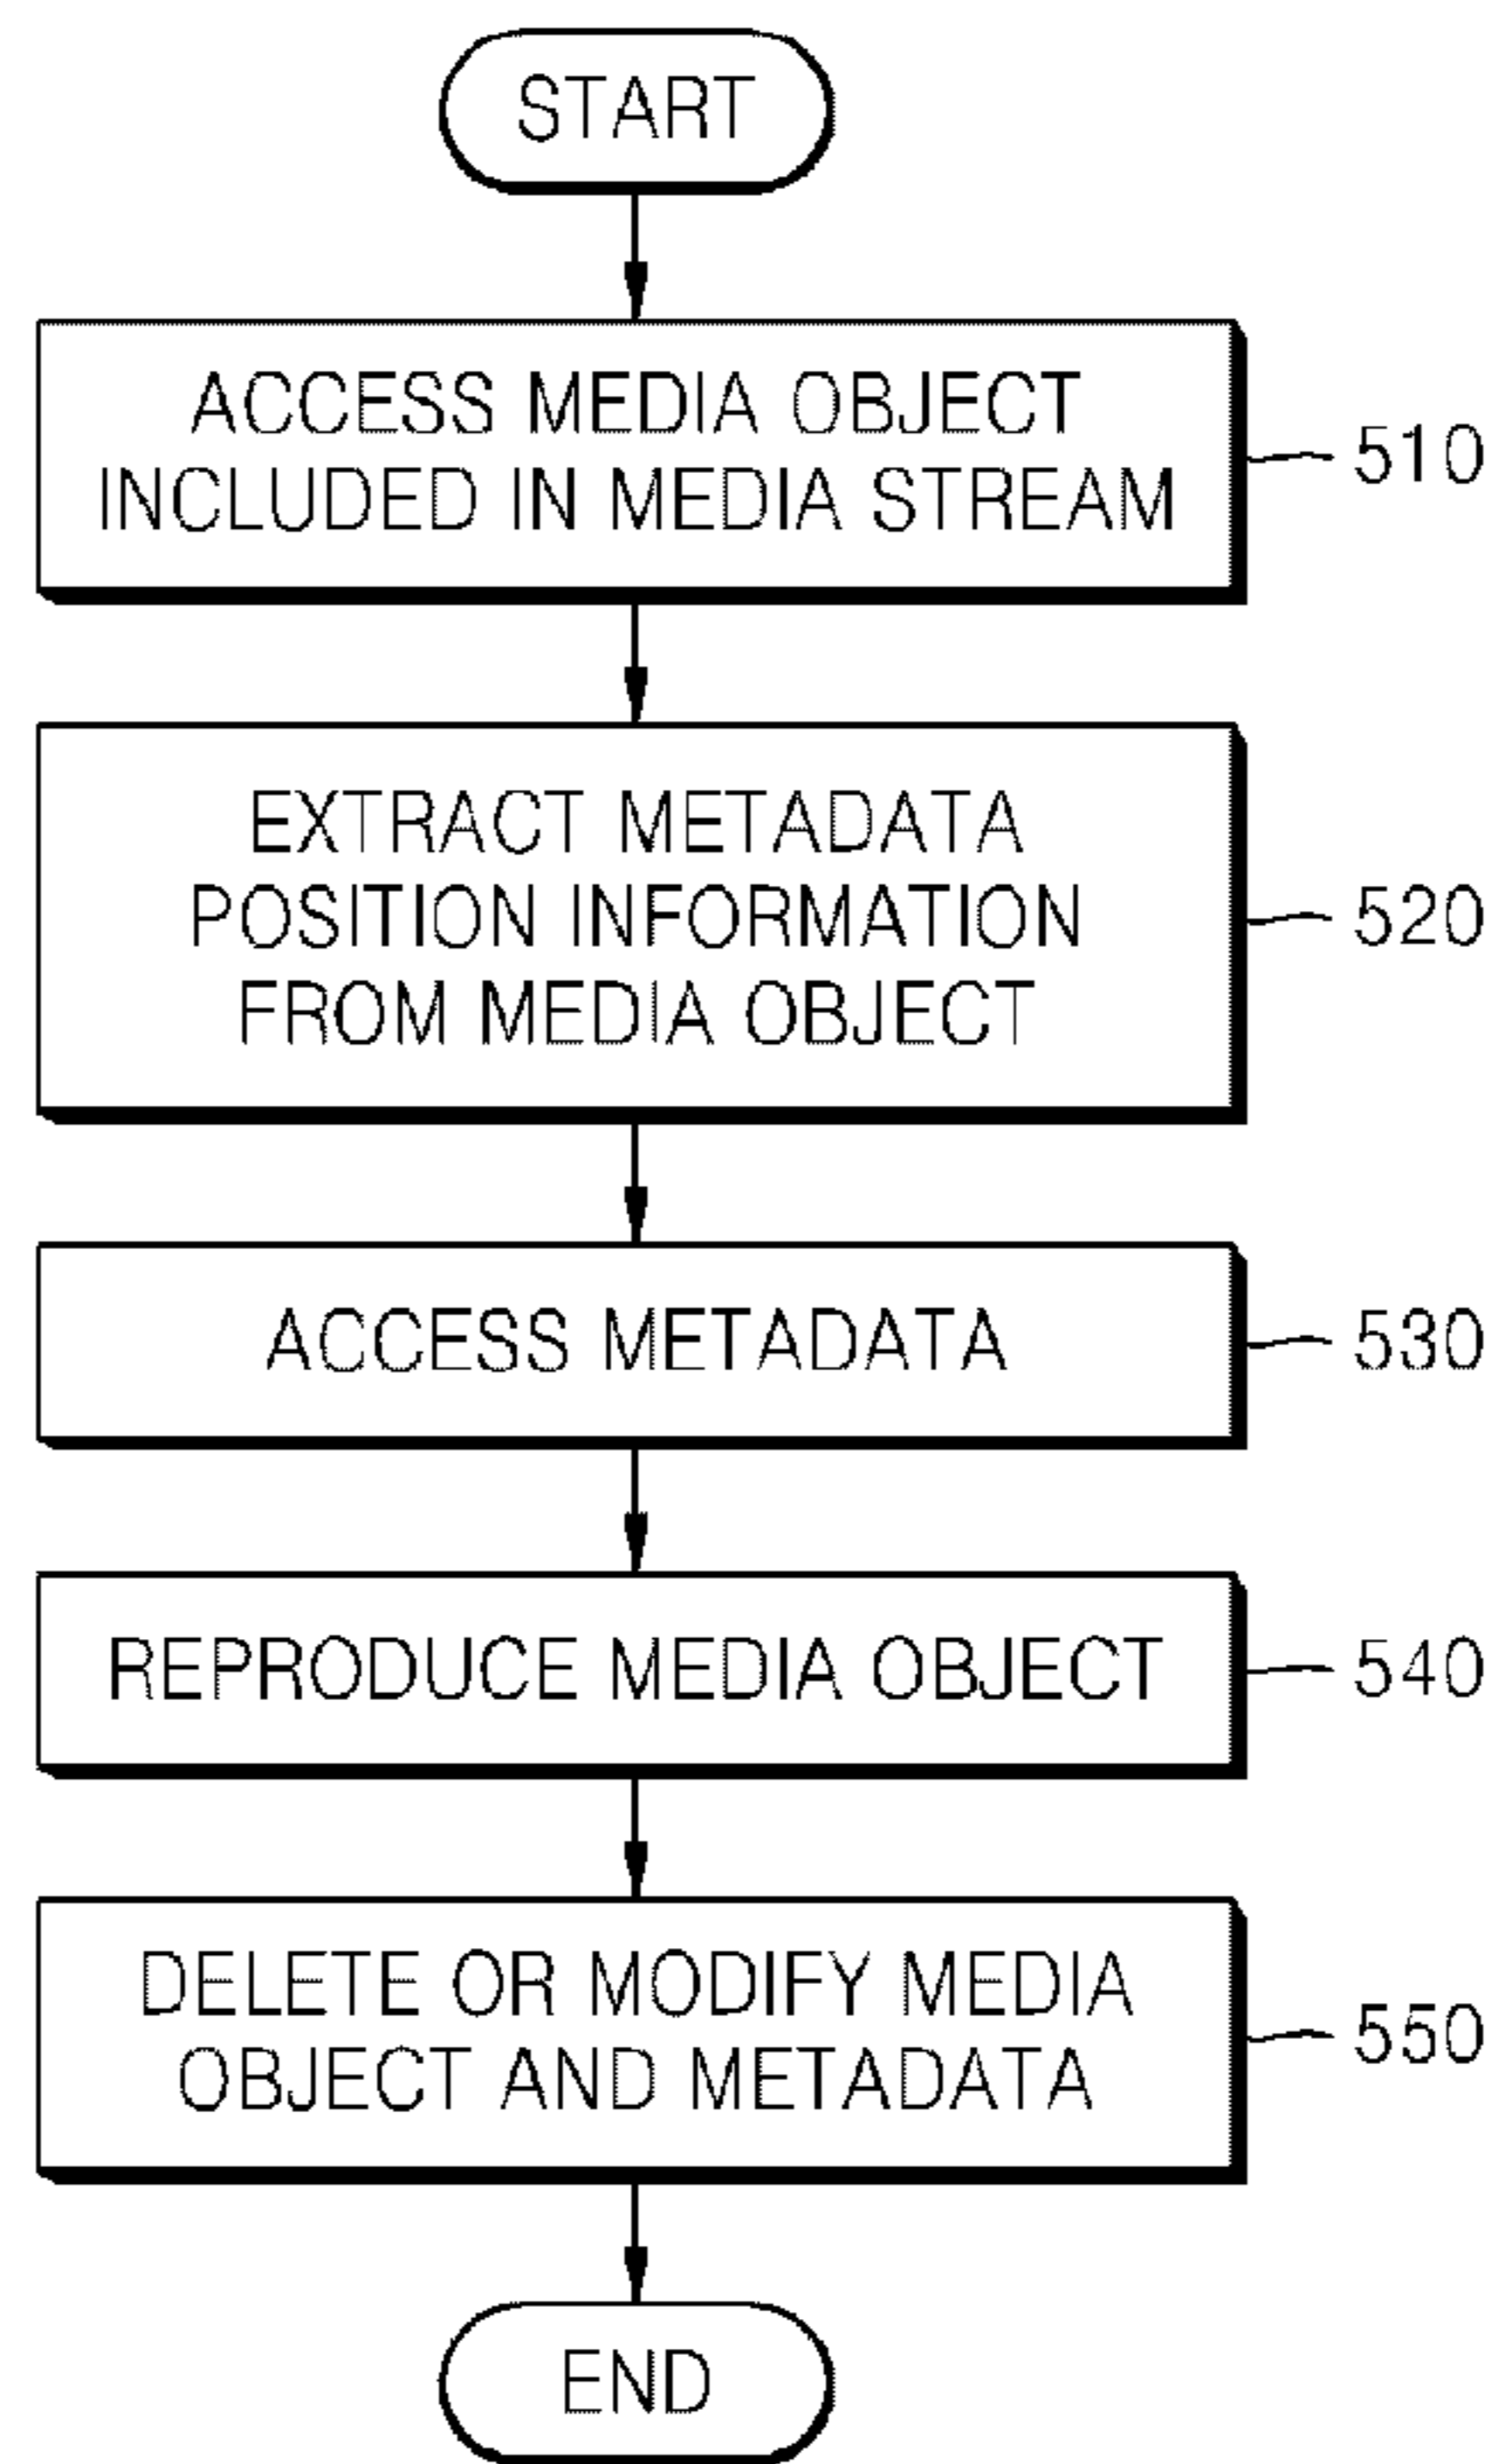 START
ACCESS MEDIA OBJECT
INCLUDED IN MEDIA STREAM
510
EXTRACT METADATA
POSITION INFORMATION
FROM MEDIA OBJECT
520
ACCESS METADATA
530
REPRODUCE MEDIA OBJECT
540
DELETE OR MODIFY MEDIA
OBJECT AND METADATA
550
END